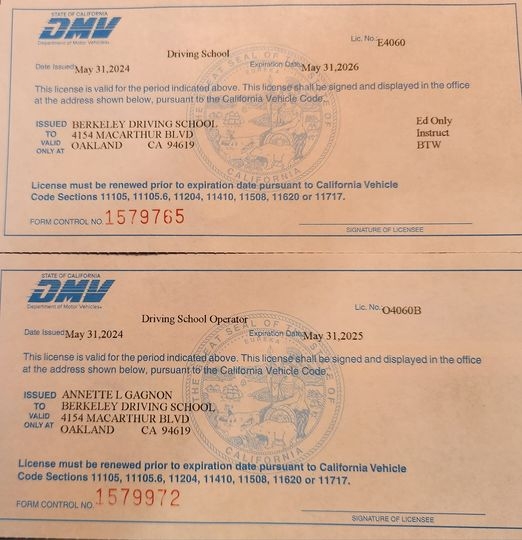 STATE OF CALIFORNIA
DMV
Department of Motor Vehicles
Lic. No. E4060
Driving School
Date Issued May 31,2024 Expiration Date May 31,2026
This license is valid for the period indicated above. This license shall be signed and displayed in the office
at the address shown below, pursuant to the California Vehicle Code.
ISSUED BERKELEY DRIVING SCHOOL Ed Only
TO 4154 MACARTHUR BLVD Instruct
VALID OAKLAND CA 94619 BTW
ONLY AT
License must be renewed prior to expiration date pursuant to California Vehicle
Code Sections 11105, 11105.6, 11204, 11410, 11508, 11620 or 11717.
FORM CONTROL NO. 1579765
SIGNATURE OF LICENSEE
STATE OF CALIFORNIA
DMV
Department of Motor Vehicles
Lic. No. O4060B
Driving School Operator
Date Issued May 31,2024 Expiration Date May 31,2025
This license is valid for the period indicated above. This license shall be signed and displayed in the office
at the address shown below, pursuant to the California Vehicle Code.
ISSUED ANNETTE L GAGNON
TO BERKELEY DRIVING SCHOOL
VALID 4154 MACARTHUR BLVD
ONLY AT OAKLAND CA 94619
License must be renewed prior to expiration date pursuant to California Vehicle
Code Sections 11105, 11105.6, 11204, 11410, 11508, 11620 or 11717.
FORM CONTROL NO. 1579972
SIGNATURE OF LICENSEE